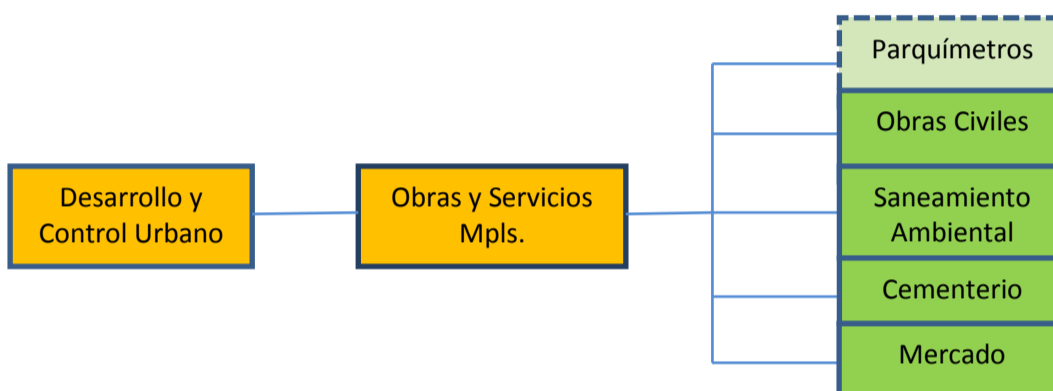 Parquímetros
Obras Civiles
Desarrollo y
Control Urbano
Obras y Servicios
Mpls.
Saneamiento
Ambiental
Cementerio
Mercado